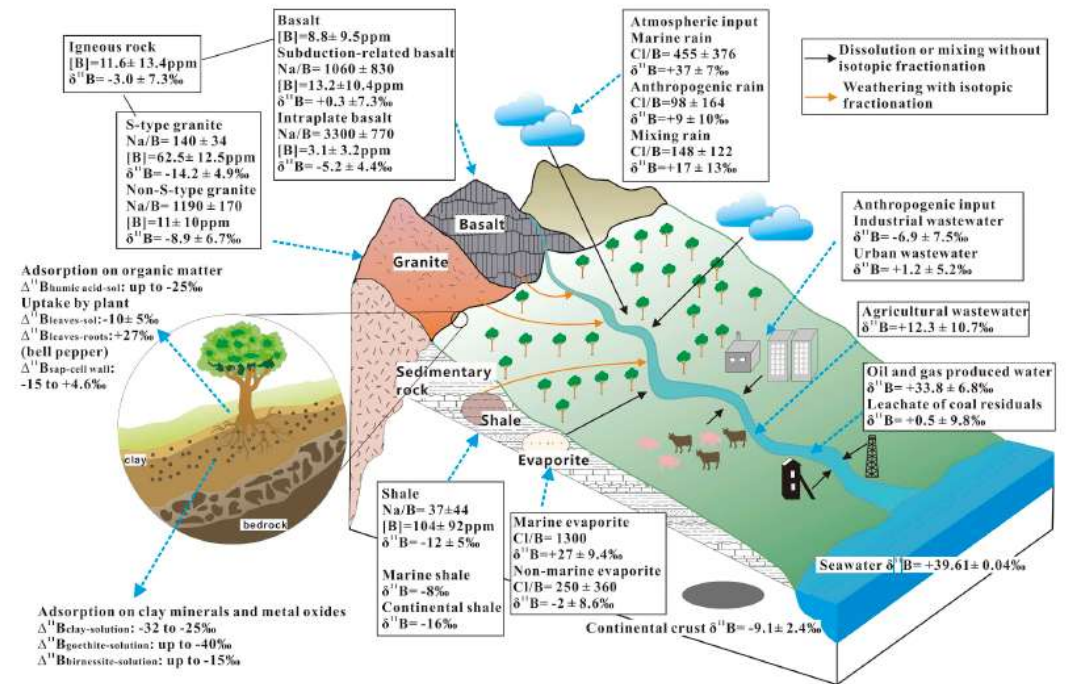 Igneous rock
[B]=11.6± 13.4ppm
δ¹¹B= -3.0 ± 7.3‰
Basalt
[B]=8.8± 9.5ppm
Subduction-related basalt
Na/B= 1060 ± 830
[B]=13.2±10.4ppm
δ¹¹B= +0.3 ±7.3‰
Intraplate basalt
Na/B= 3300 ± 770
[B]=3.1± 3.2ppm
δ¹¹B= -5.2 ± 4.4‰
Atmospheric input
Marine rain
Cl/B= 455 ± 376
δ¹¹B=+37 ± 7‰
Anthropogenic rain
Cl/B=98 ± 164
δ¹¹B=+9 ± 10‰
Mixing rain
Cl/B=148 ± 122
δ¹¹B=+17 ± 13‰
Dissolution or mixing without
isotopic fractionation
Weathering with isotopic
fractionation
S-type granite
Na/B= 140 ± 34
[B]=62.5± 12.5ppm
δ¹¹B= -14.2 ± 4.9‰
Non-S-type granite
Na/B= 1190 ± 170
[B]=11± 10ppm
δ¹¹B= -8.9 ± 6.7‰
Basalt
Granite
Anthropogenic input
Industrial wastewater
δ¹¹B= -6.9 ± 7.5‰
Urban wastewater
δ¹¹B= +1.2 ± 5.2‰
Adsorption on organic matter
Δ¹¹Bhumic acid-sol: up to -25‰
Uptake by plant
Δ¹¹Bleaves-sol:-10± 5‰
Δ¹¹Bleaves-roots:+27‰
(bell pepper)
Δ¹¹Bsap-cell wall:
-15 to +4.6‰
Agricultural wastewater
δ¹¹B=+12.3 ± 10.7‰
Oil and gas produced water
δ¹¹B= +33.8 ± 6.8‰
Leachate of coal residuals
δ¹¹B= +0.5 ± 9.8‰
Sedimentary
rock
Shale
Evaporite
clay
bedrock
Shale
Na/B= 37±44
[B]=104± 92ppm
δ¹¹B= -12 ± 5‰
Marine shale
δ¹¹B= -8‰
Continental shale
δ¹¹B= -16‰
Marine evaporite
Cl/B= 1300
δ¹¹B=+27 ± 9.4‰
Non-marine evaporite
Cl/B= 250 ± 360
δ¹¹B= -2 ± 8.6‰
Seawater δ¹¹B= +39.61± 0.04‰
Continental crust δ¹¹B= -9.1± 2.4‰
Adsorption on clay minerals and metal oxides
Δ¹¹Bclay-solution: -32 to -25‰
Δ¹¹Bgoethite-solution: up to -40‰
Δ¹¹Bbirnessite-solution: up to -15‰